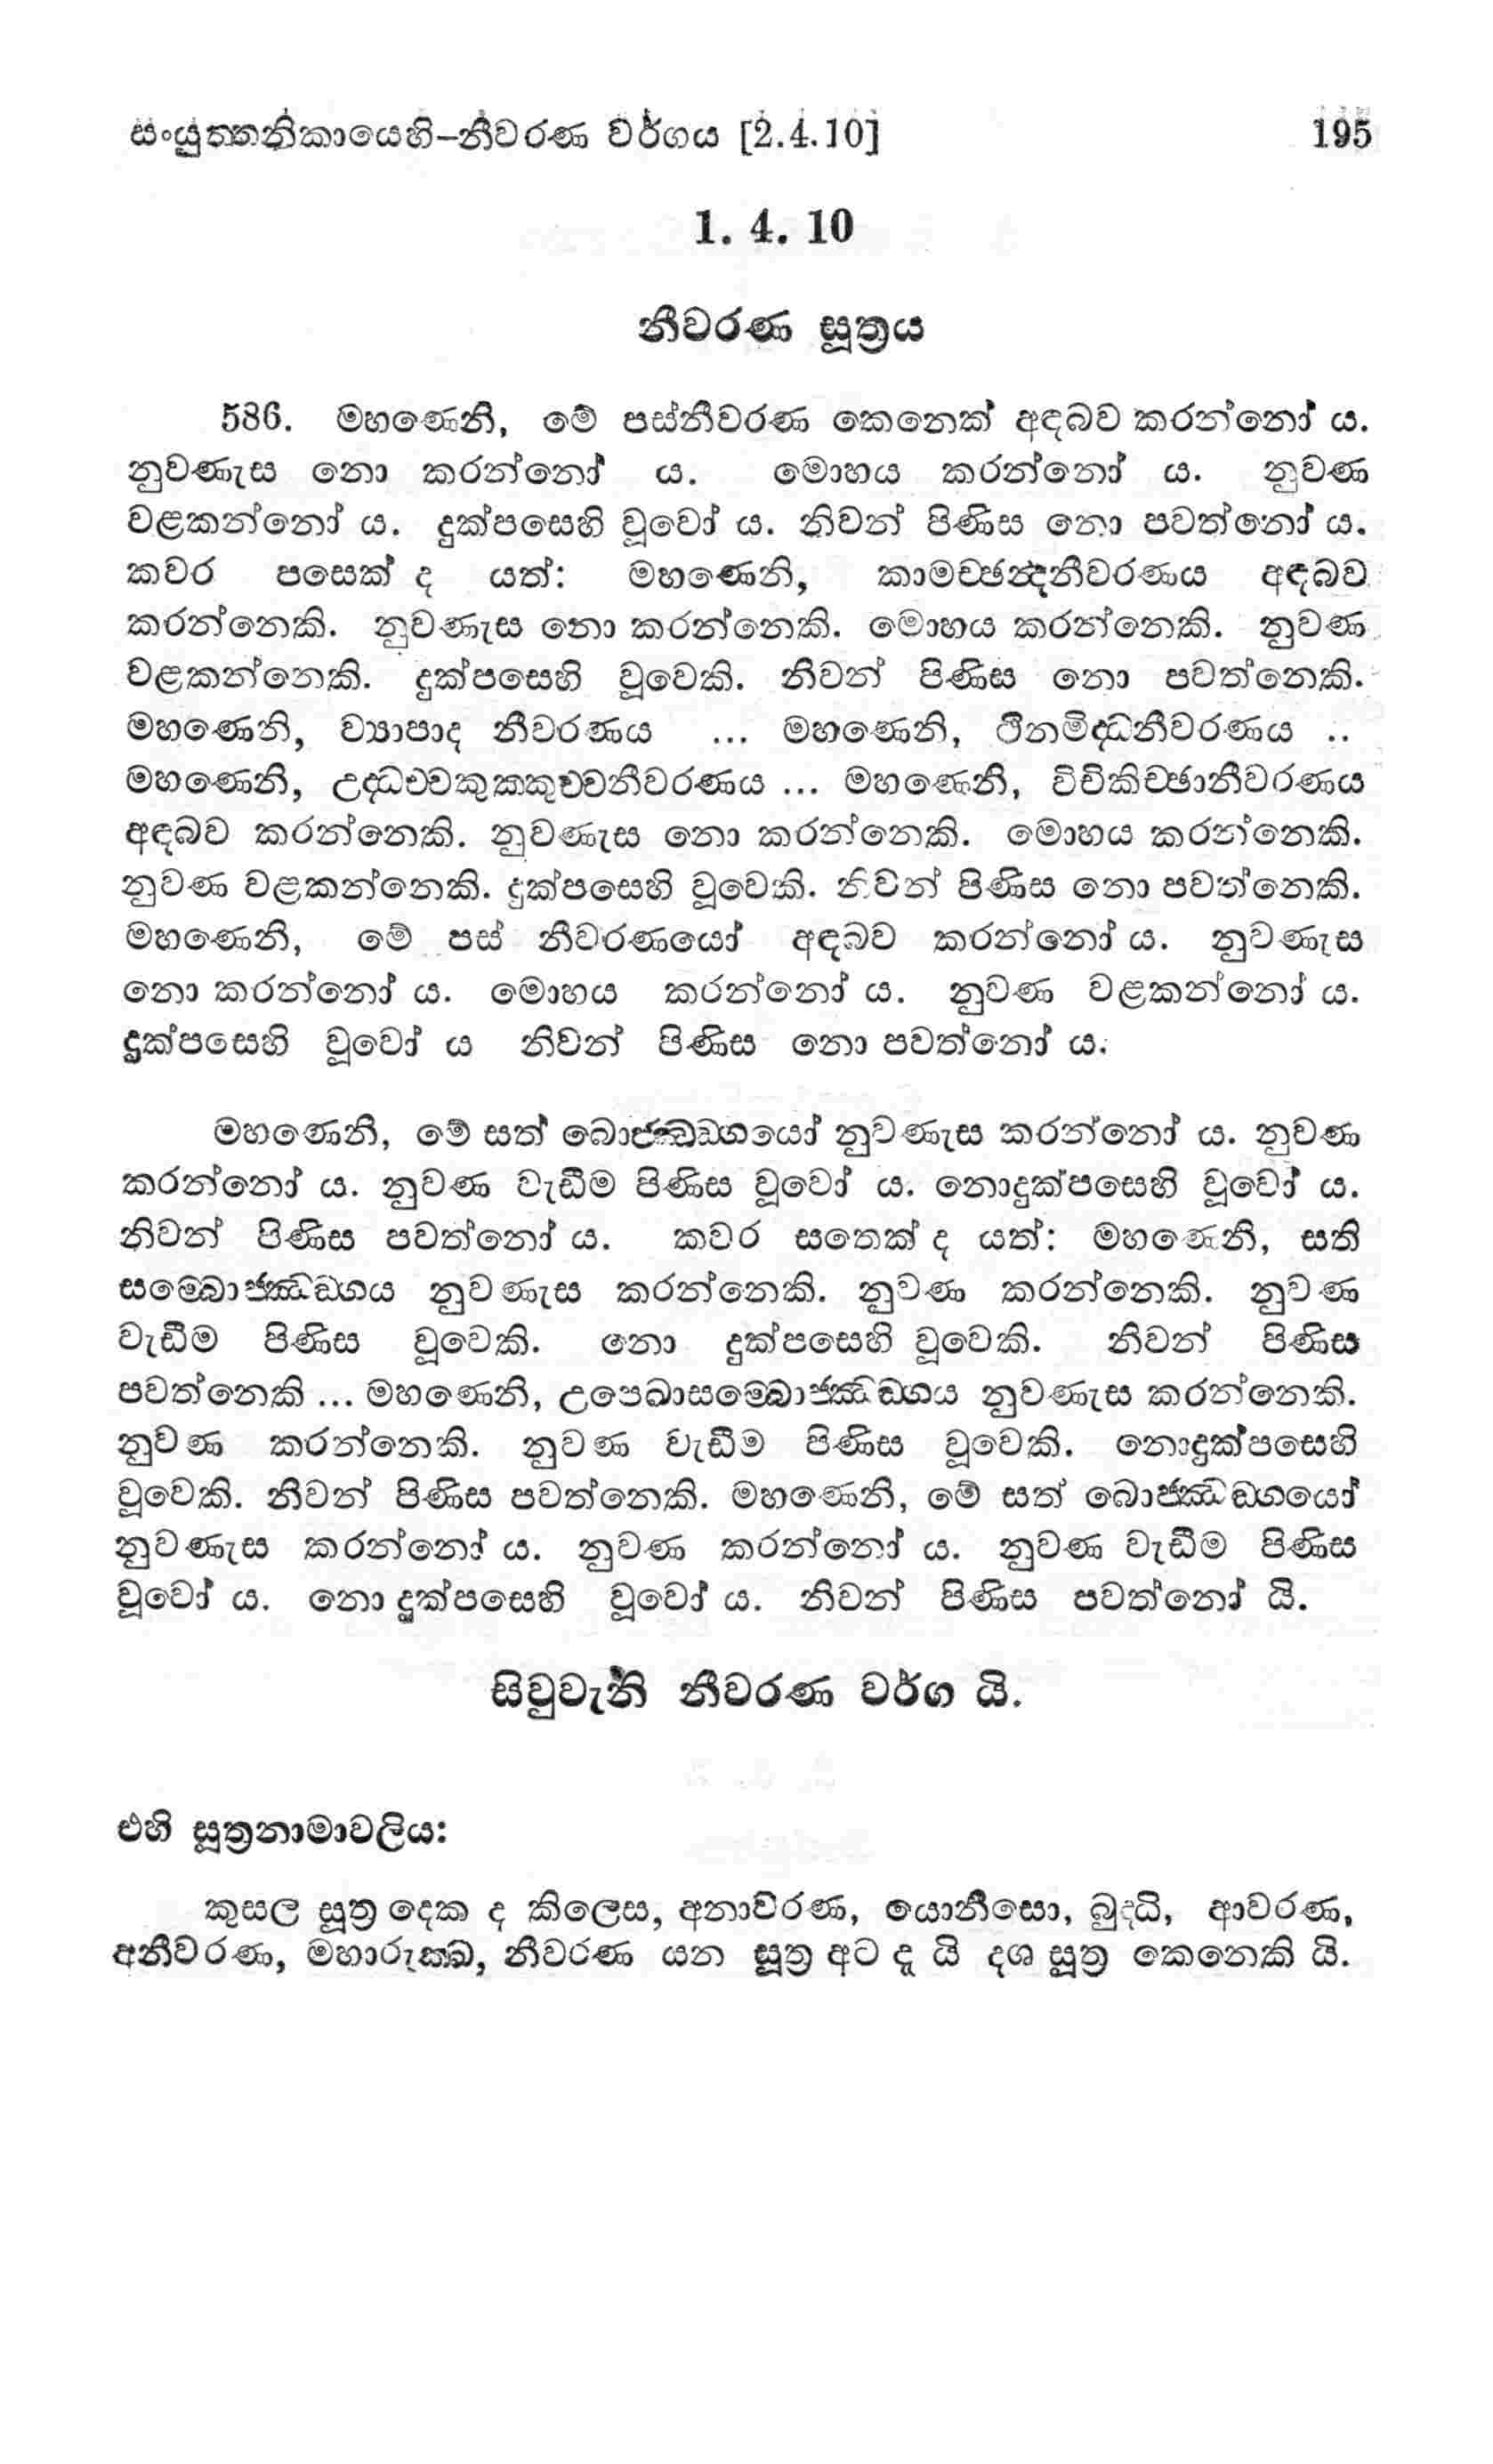 සංයුත්තනිකායෙහි–නීවරණ වර්ගය [2.4.10] 195
1. 4. 10
නීවරණ සූත්‍රය
586. මහණෙනි, මේ පස්නීවරණ කෙනෙක් අඳබව කරන්නෝ ය.
නුවණැස නො කරන්නෝ ය. මොහය කරන්නෝ ය. නුවණ
වළකන්නෝ ය. දුක්පසෙහි වූවෝ ය. නිවන් පිණිස නො පවත්නෝ ය.
කවර පසෙක් ද යත්: මහණෙනි, කාමච්ඡන්දනීවරණය අඳබව
කරන්නෙකි. නුවණැස නො කරන්නෙකි. මොහය කරන්නෙකි. නුවණ
වළකන්නෙකි. දුක්පසෙහි වූවෙකි. නිවන් පිණිස නො පවත්නෙකි.
මහණෙනි, ව්‍යාපාද නීවරණය ... මහණෙනි, ථීනමිද්ධනීවරණය ..
මහණෙනි, උද්ධච්චකුක්කුච්චනීවරණය ... මහණෙනි, විචිකිච්ඡානීවරණය
අඳබව කරන්නෙකි. නුවණැස නො කරන්නෙකි. මොහය කරන්නෙකි.
නුවණ වළකන්නෙකි. දුක්පසෙහි වූවෙකි. නිවන් පිණිස නො පවත්නෙකි.
මහණෙනි, මේ පස් නීවරණයෝ අඳබව කරන්නෝ ය. නුවණැස
නො කරන්නෝ ය. මොහය කරන්නෝ ය. නුවණ වළකන්නෝ ය.
දුක්පසෙහි වූවෝ ය නිවන් පිණිස නො පවත්නෝ ය.
මහණෙනි, මේ සත් බොජ්ඣඞ්ගයෝ නුවණැස කරන්නෝ ය. නුවණ
කරන්නෝ ය. නුවණ වැඩීම පිණිස වූවෝ ය. නොදුක්පසෙහි වූවෝ ය.
නිවන් පිණිස පවත්නෝ ය. කවර සතෙක් ද යත්: මහණෙනි, සති
සම්බොජ්ඣඞ්ගය නුවණැස කරන්නෙකි. නුවණ කරන්නෙකි. නුවණ
වැඩීම පිණිස වූවෙකි. නො දුක්පසෙහි වූවෙකි. නිවන් පිණිස
පවත්නෙකි ... මහණෙනි, උපෙඛාසම්බොජ්ඣඞ්ගය නුවණැස කරන්නෙකි.
නුවණ කරන්නෙකි. නුවණ වැඩීම පිණිස වූවෙකි. නොදුක්පසෙහි
වූවෙකි. නිවන් පිණිස පවත්නෙකි. මහණෙනි, මේ සත් බොජ්ඣඞ්ගයෝ
නුවණැස කරන්නෝ ය. නුවණ කරන්නෝ ය. නුවණ වැඩීම පිණිස
වූවෝ ය. නො දුක්පසෙහි වූවෝ ය. නිවන් පිණිස පවත්නෝ යි.
සිවුවැනි නීවරණ වර්ග යි.
එහි සූත්‍රනාමාවලිය:
කුසල සූත්‍ර දෙක ද කිලෙස, අනාවරණ, යොනිසො, බුද්ධි, ආවරණ,
අනීවරණ, මහාරුක්ඛ, නීවරණ යන සූත්‍ර අට දැ යි දශ සූත්‍ර කෙනෙකි යි.